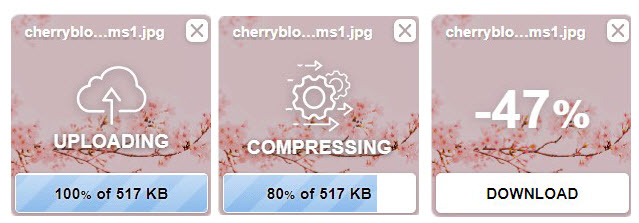 cherryblo...ms1.jpg
UPLOADING
100% of 517 KB
cherryblo...ms1.jpg
COMPRESSING
80% of 517 KB
cherryblo...ms1.jpg
-47%
DOWNLOAD